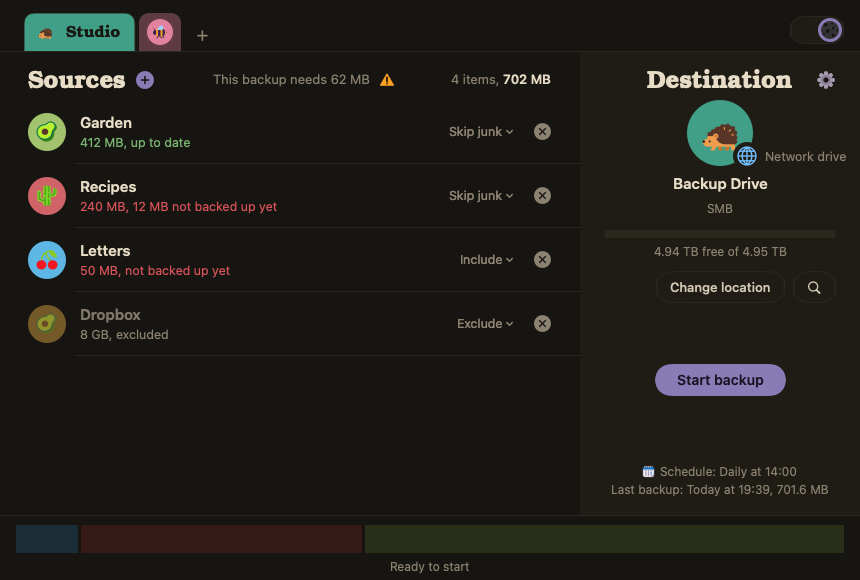 Studio
+
Sources
This backup needs 62 MB
4 items, 702 MB
Garden
412 MB, up to date
Skip junk
Recipes
240 MB, 12 MB not backed up yet
Skip junk
Letters
50 MB, not backed up yet
Include
Dropbox
8 GB, excluded
Exclude
Destination
Network drive
Backup Drive
SMB
4.94 TB free of 4.95 TB
Change location
Start backup
Schedule: Daily at 14:00
Last backup: Today at 19:39, 701.6 MB
Ready to start